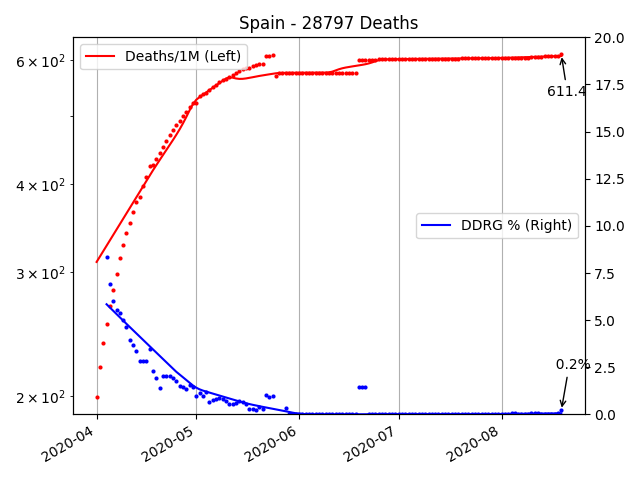 Spain - 28797 Deaths
Deaths/1M (Left)
DDRG % (Right)
611.4
0.2%
6 × 10²
4 × 10²
3 × 10²
2 × 10²
20.0
17.5
15.0
12.5
10.0
7.5
5.0
2.5
0.0
2020-04
2020-05
2020-06
2020-07
2020-08